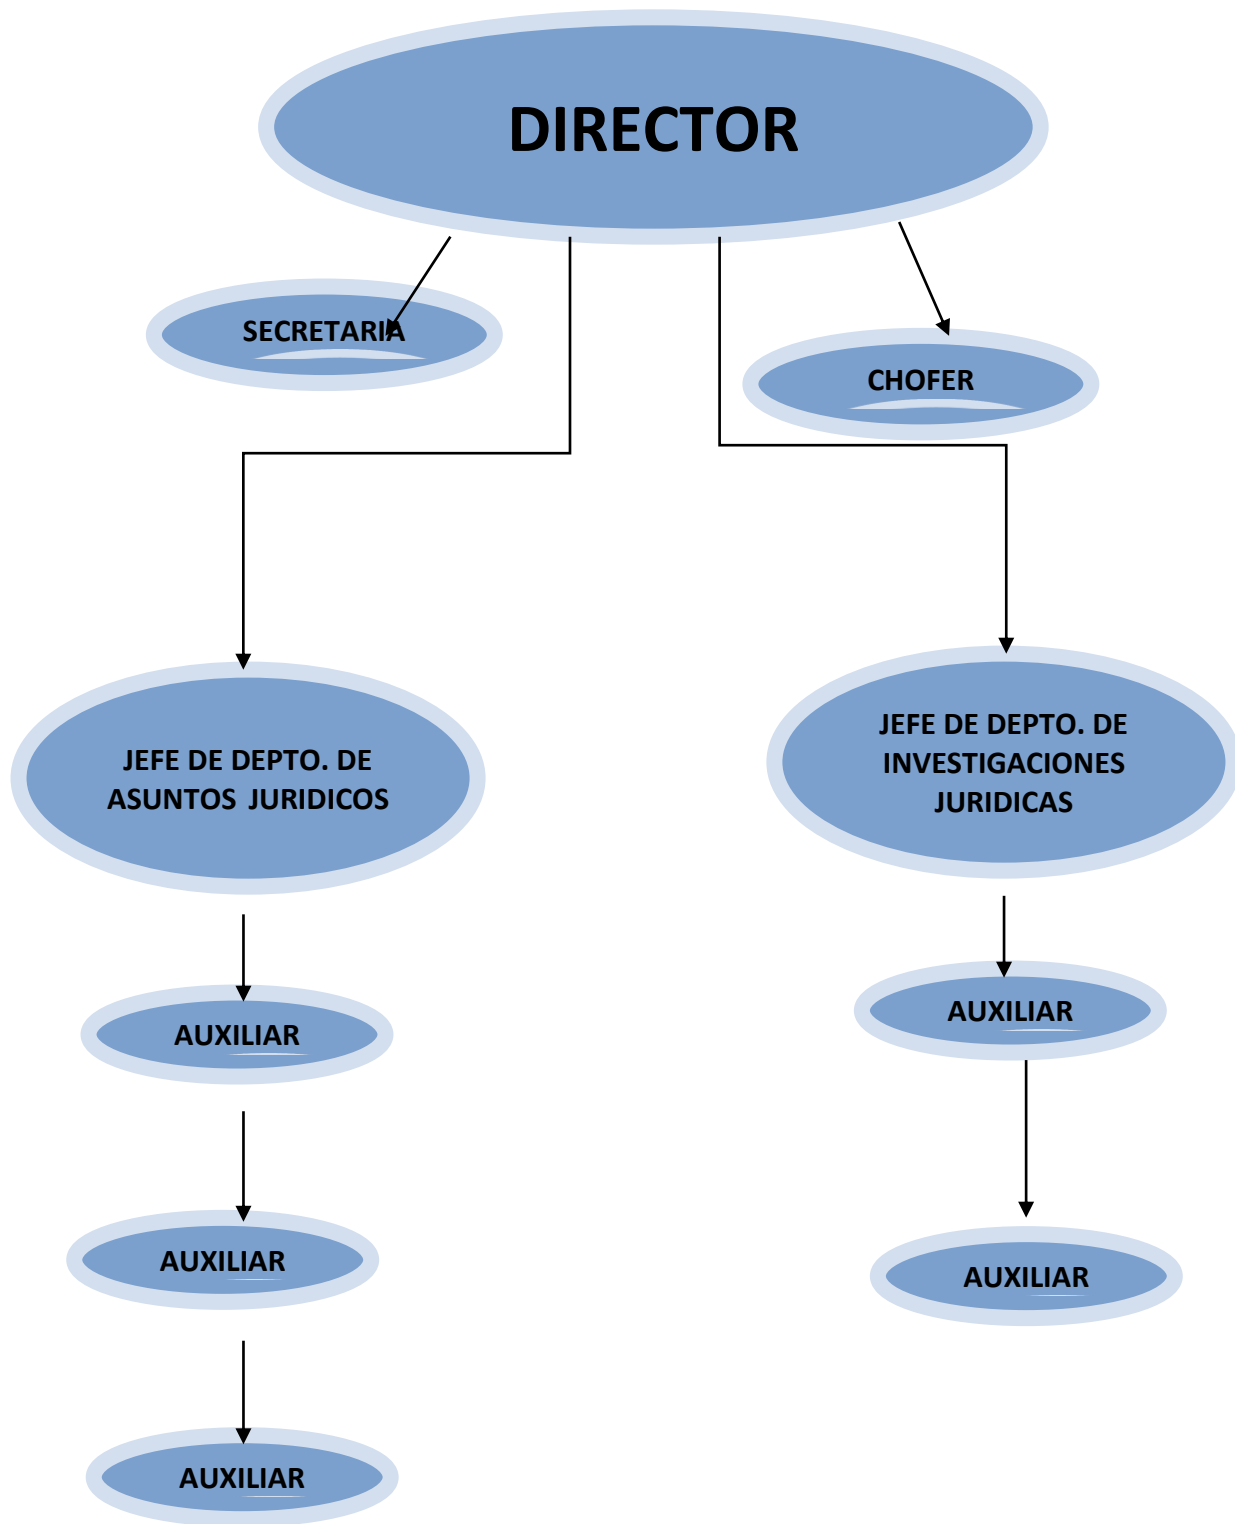 DIRECTOR
SECRETARIA
CHOFER
JEFE DE DEPTO. DE
ASUNTOS JURIDICOS
JEFE DE DEPTO. DE
INVESTIGACIONES
JURIDICAS
AUXILIAR
AUXILIAR
AUXILIAR
AUXILIAR
AUXILIAR